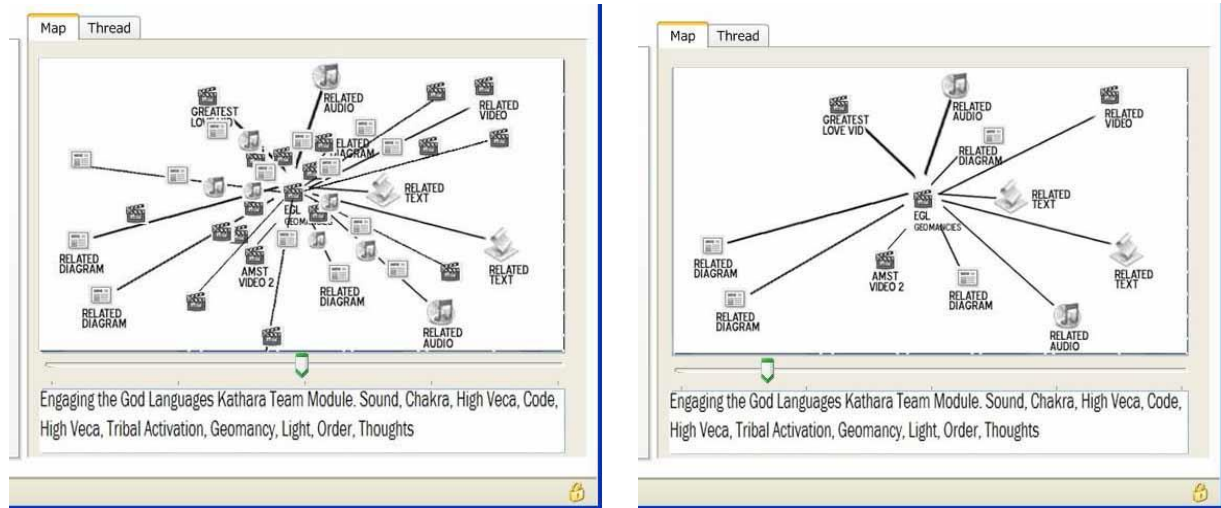 Map Thread
RELATED
AUDIO
GREATEST
RELATED
VIDEO
RELATED
TEXT
EGL
RELATED
DIAGRAM
AMST
VIDEO 2
RELATED
DIAGRAM
RELATED
TEXT
RELATED
DIAGRAM
RELATED
AUDIO
Engaging the God Languages Kathara Team Module. Sound, Chakra, High Veca, Code,
High Veca, Tribal Activation, Geomancy, Light, Order, Thoughts
Map Thread
GREATEST
LOVE VID
RELATED
AUDIO
RELATED
VIDEO
RELATED
DIAGRAM
RELATED
TEXT
EGL
GEOMANCIES
RELATED
DIAGRAM
AMST
VIDEO 2
RELATED
DIAGRAM
RELATED
TEXT
RELATED
DIAGRAM
RELATED
AUDIO
Engaging the God Languages Kathara Team Module. Sound, Chakra, High Veca, Code,
High Veca, Tribal Activation, Geomancy, Light, Order, Thoughts